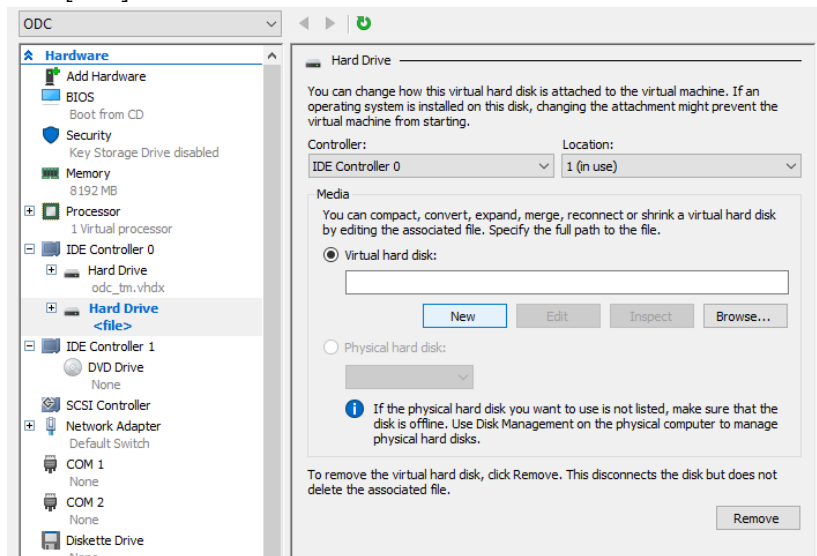 ODC
Hardware
Add Hardware
BIOS
Boot from CD
Security
Key Storage Drive disabled
Memory
8192 MB
Processor
1 Virtual processor
IDE Controller 0
Hard Drive
odc_tm.vhdx
Hard Drive
<file>
IDE Controller 1
DVD Drive
None
SCSI Controller
Network Adapter
Default Switch
COM 1
None
COM 2
None
Diskette Drive
Hard Drive
You can change how this virtual hard disk is attached to the virtual machine. If an
operating system is installed on this disk, changing the attachment might prevent the
virtual machine from starting.
Controller:
Location:
IDE Controller 0
1 (in use)
Media
You can compact, convert, expand, merge, reconnect or shrink a virtual hard disk
by editing the associated file. Specify the full path to the file.
Virtual hard disk:
New
Edit
Inspect
Browse...
Physical hard disk:
If the physical hard disk you want to use is not listed, make sure that the
disk is offline. Use Disk Management on the physical computer to manage
physical hard disks.
To remove the virtual hard disk, click Remove. This disconnects the disk but does not
delete the associated file.
Remove